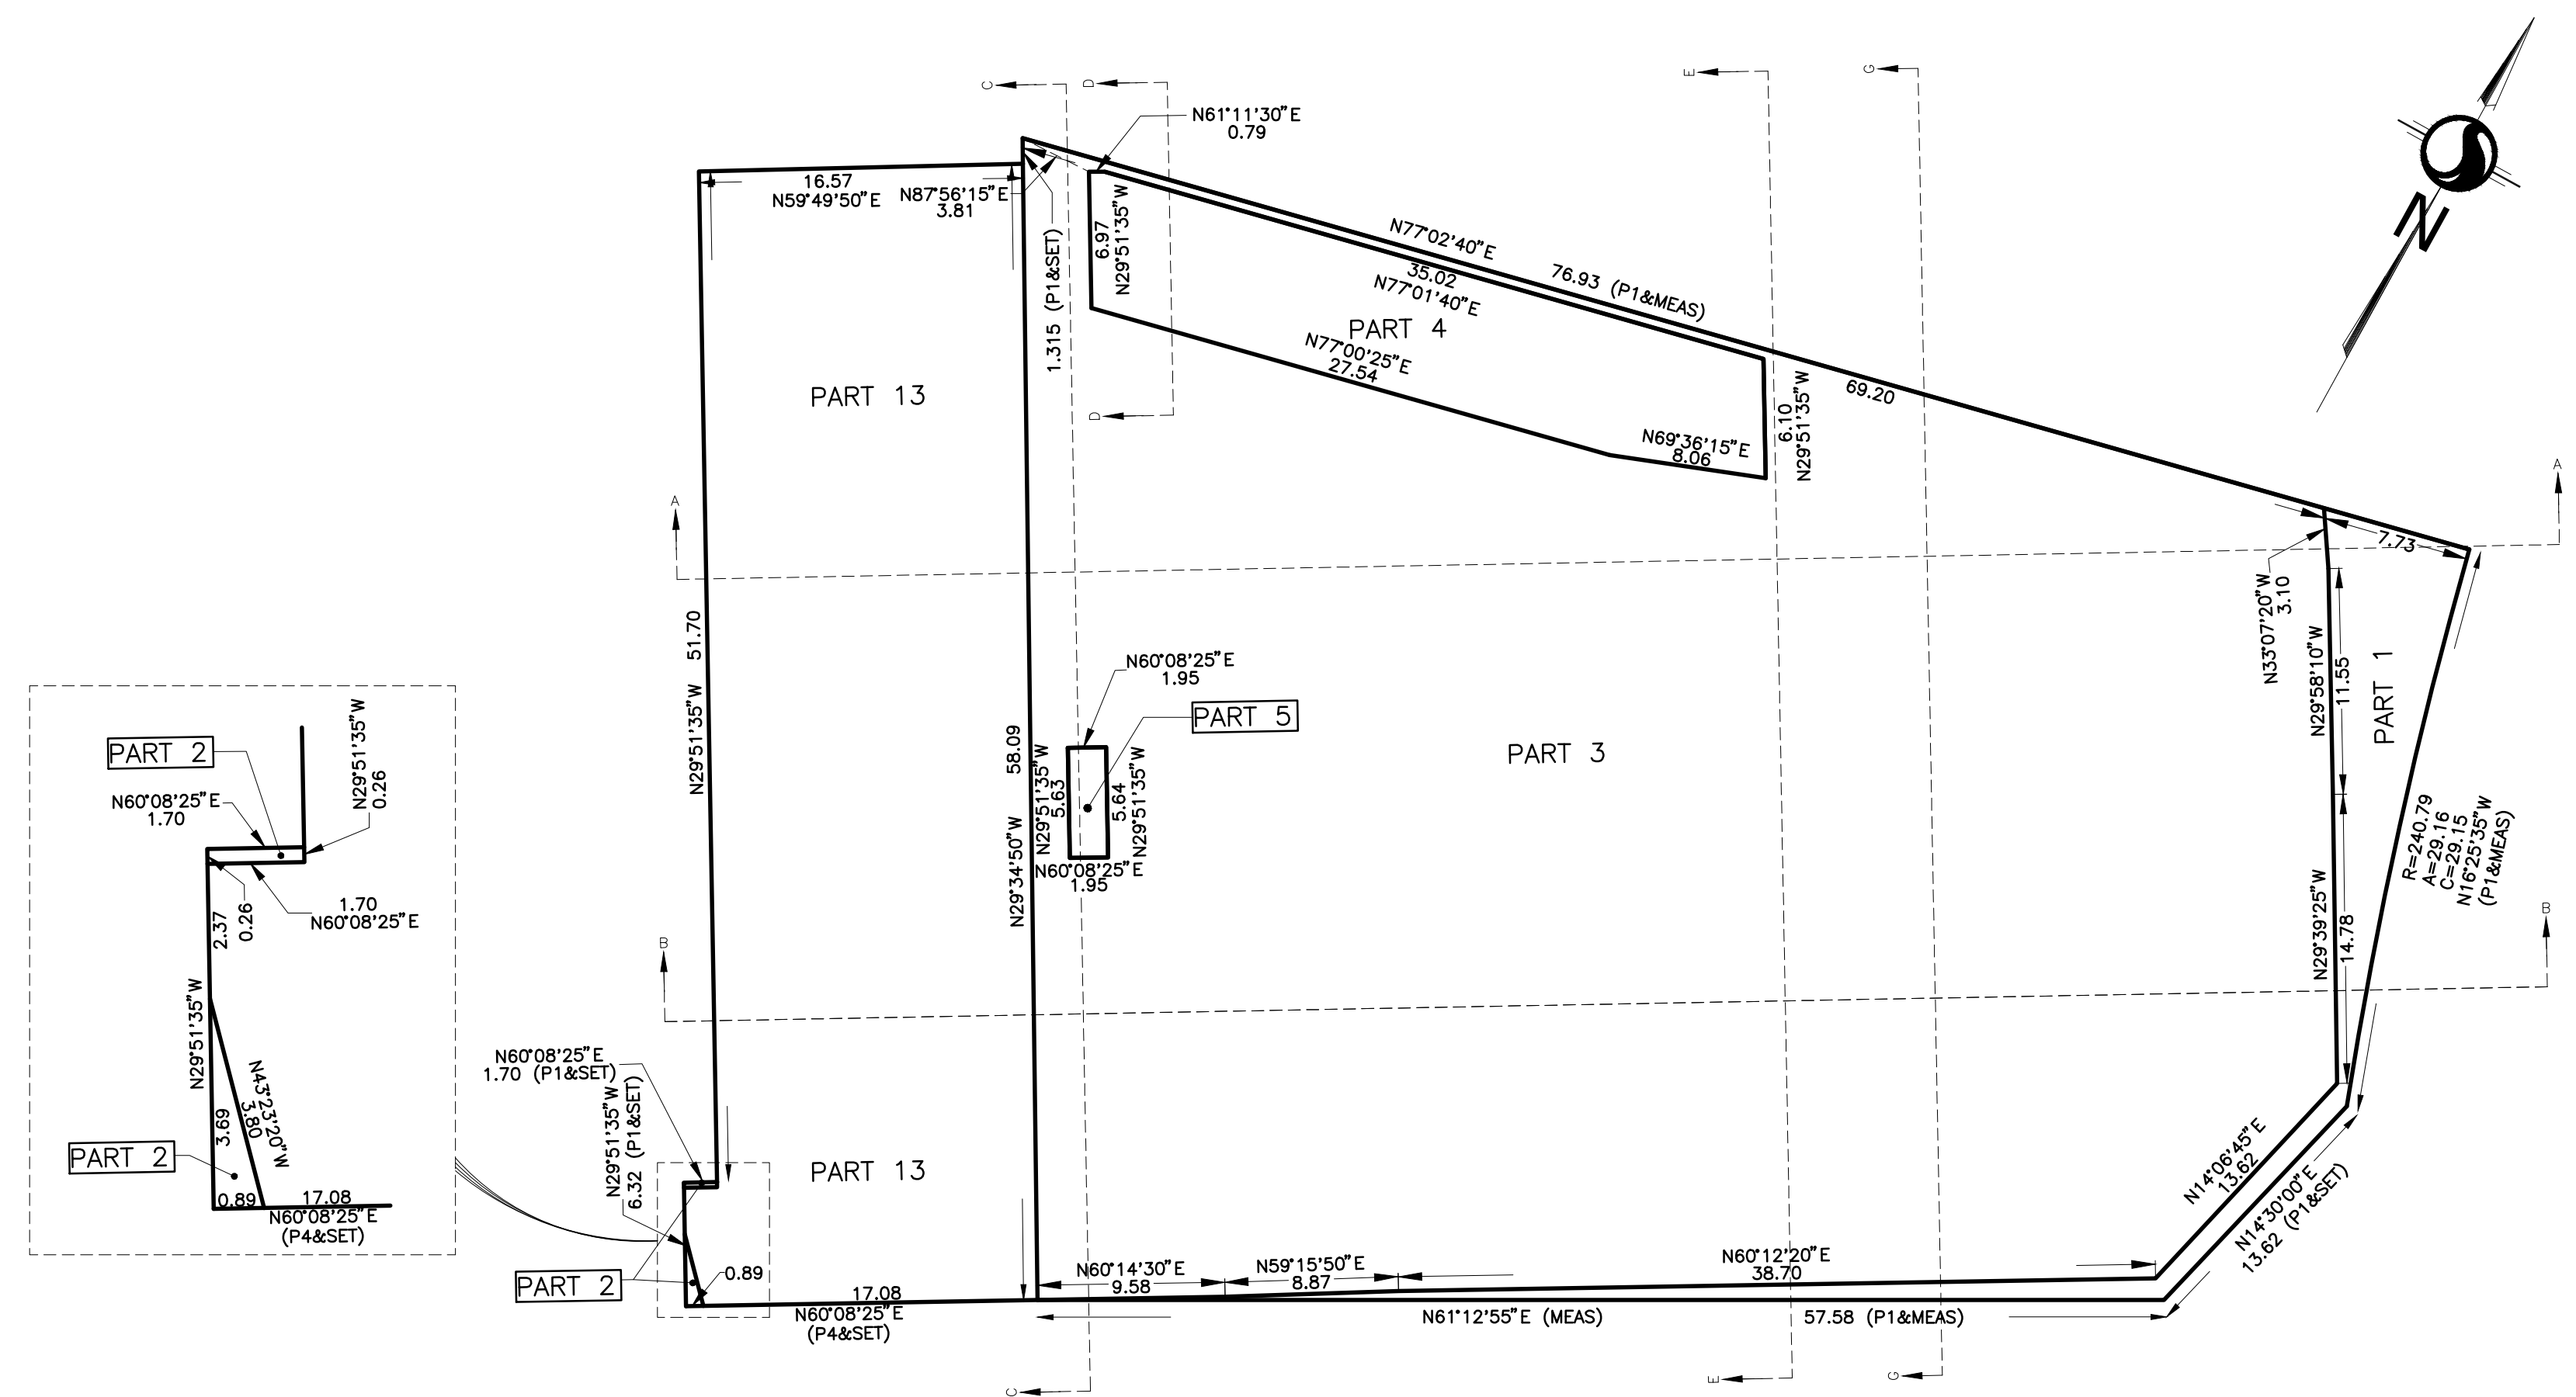 G
E
C
D
N61°11'30"E
0.79
16.57
N59°49'50"E
N87°56'15"E
3.81
1.315 (P1&SET)
6.97
N29°51'35"W
N77°02'40"E
76.93 (P1&MEAS)
35.02
N77°01'40"E
PART 4
N77°00'25"E
27.54
N69°36'15"E
8.06
6.10
N29°51'35"W
69.20
N
D
PART 13
A
A
7.73
N33°07'20"W
3.10
N29°58'10"W
11.55
PART 1
N29°51'35"W 51.70
N60°08'25"E
1.95
PART 5
PART 3
N29°34'50"W 58.09
N29°51'35"W
5.63
5.64
N29°51'35"W
N60°08'25"E
1.95
R=240.79
A=29.16
C=29.15
N16°25'35"W
(P1&MEAS)
N29°39'25"W
14.78
B
B
PART 2
N60°08'25"E
1.70
N29°51'35"W
0.26
1.70
N60°08'25"E
2.37
0.26
N29°51'35"W
N43°23'20"W
3.80
3.69
PART 2
0.89
17.08
N60°08'25"E
(P4&SET)
N60°08'25"E
1.70 (P1&SET)
N29°51'35"W
6.32 (P1&SET)
PART 13
PART 2
0.89
17.08
N60°08'25"E
(P4&SET)
N60°14'30"E
9.58
N59°15'50"E
8.87
N60°12'20"E
38.70
N14°06'45"E
13.62
N14°30'00"E
13.62 (P1&SET)
N61°12'55"E (MEAS)
57.58 (P1&MEAS)
C
E
G